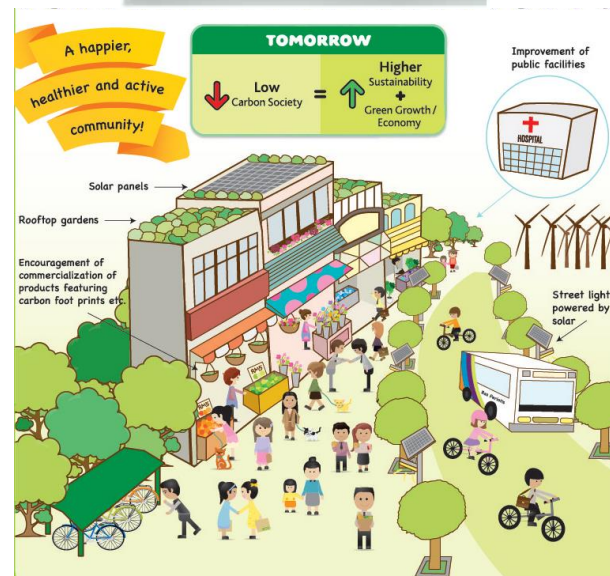 A happier,
healthier and active
community!
TOMORROW
Low
Carbon Society
=
Higher
Sustainability
+
Green Growth /
Economy
Improvement of
public facilities
HOSPITAL
Solar panels
Rooftop gardens
Encouragement of
commercialization of
products featuring
carbon foot prints etc.
Street light
powered by
solar
Bas Persiaran